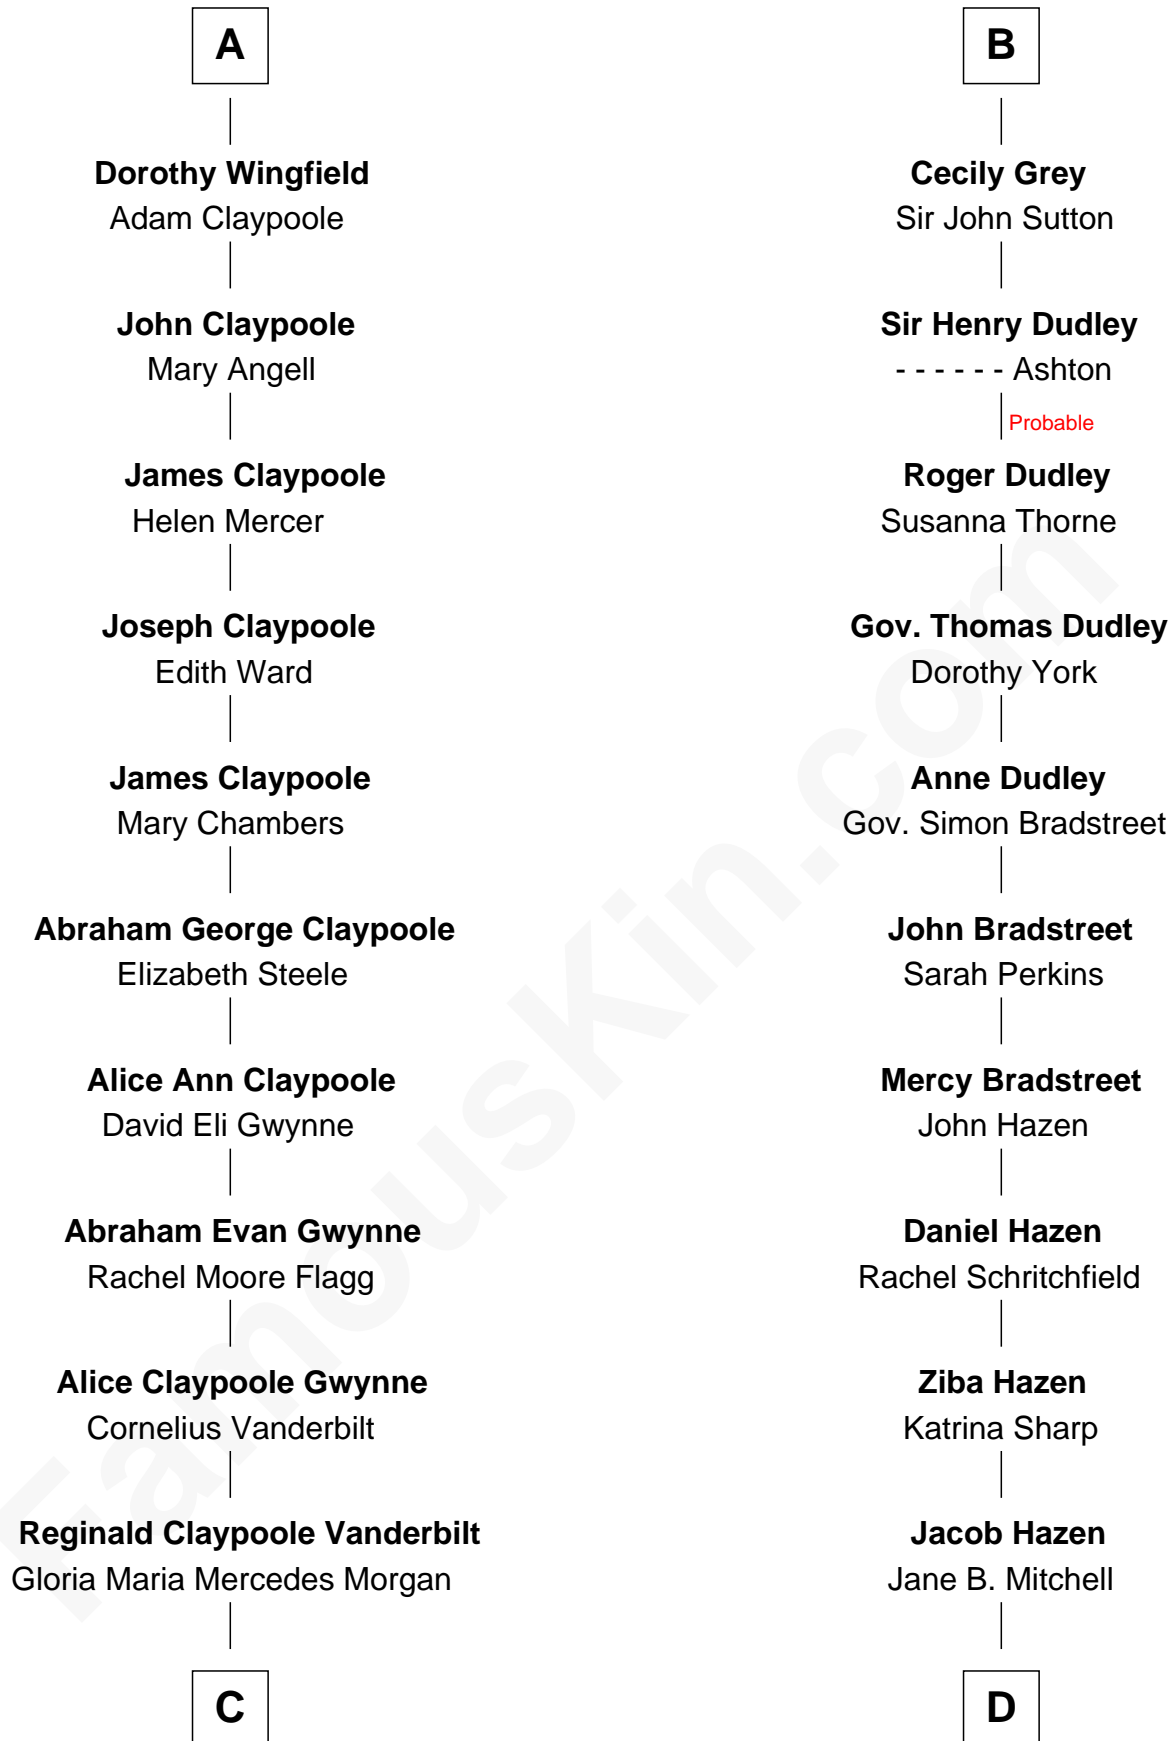 A
Dorothy Wingfield
Adam Claypoole
John Claypoole
Mary Angell
James Claypoole
Helen Mercer
Joseph Claypoole
Edith Ward
James Claypoole
Mary Chambers
Abraham George Claypoole
Elizabeth Steele
Alice Ann Claypoole
David Eli Gwynne
Abraham Evan Gwynne
Rachel Moore Flagg
Alice Claypoole Gwynne
Cornelius Vanderbilt
Reginald Claypoole Vanderbilt
Gloria Maria Mercedes Morgan
C
B
Cecily Grey
Sir John Sutton
Sir Henry Dudley
- - - - - - Ashton
Probable
Roger Dudley
Susanna Thorne
Gov. Thomas Dudley
Dorothy York
Anne Dudley
Gov. Simon Bradstreet
John Bradstreet
Sarah Perkins
Mercy Bradstreet
John Hazen
Daniel Hazen
Rachel Schritchfield
Ziba Hazen
Katrina Sharp
Jacob Hazen
Jane B. Mitchell
D
FamousKin.com